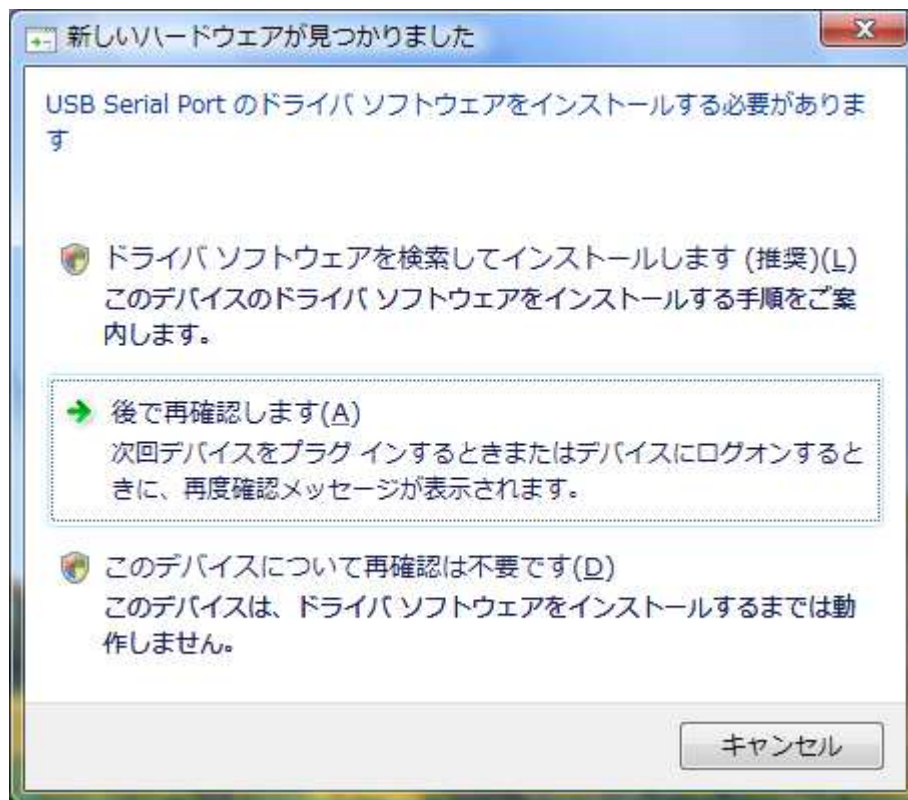 新しいハードウェアが見つかりました
USB Serial Port のドライバ ソフトウェアをインストールする必要がありま
す
ドライバ ソフトウェアを検索してインストールします (推奨)(L)
このデバイスのドライバ ソフトウェアをインストールする手順をご案
内します。
後で再確認します(A)
次回デバイスをプラグ インするときまたはデバイスにログオンすると
きに、再度確認メッセージが表示されます。
このデバイスについて再確認は不要です(D)
このデバイスは、ドライバ ソフトウェアをインストールするまでは動
作しません。
キャンセル